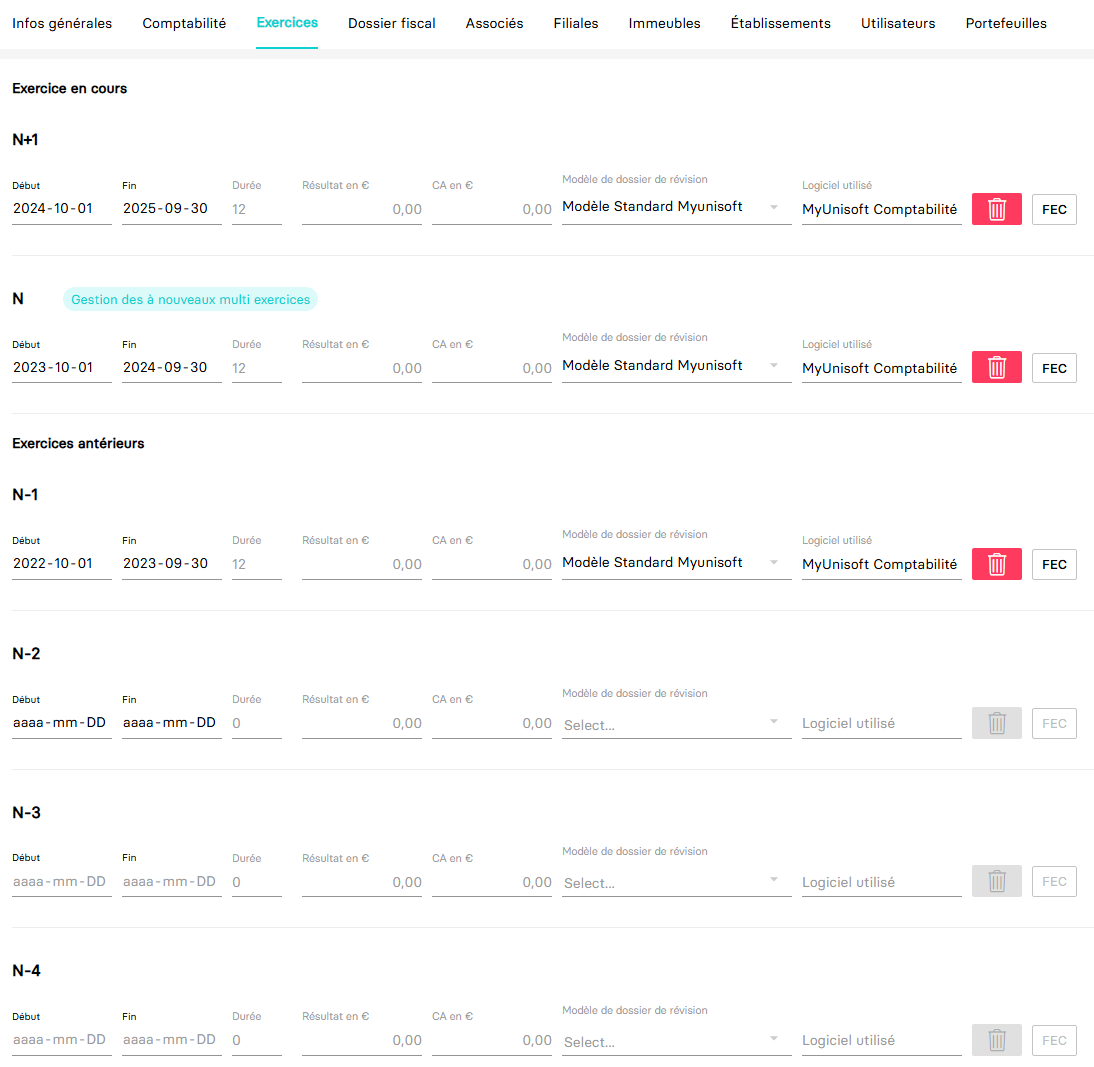 Infos générales Comptabilité Exercices Dossier fiscal Associés Filiales Immeubles Établissements Utilisateurs Portefeuilles
Exercice en cours
N+1
Début Fin Durée Résultat en € CA en € Modèle de dossier de révision Logiciel utilisé
2024-10-01 2025-09-30 12 0,00 0,00 Modèle Standard Myunisoft MyUnisoft Comptabilité FEC
N Gestion des à nouveaux multi exercices
Début Fin Durée Résultat en € CA en € Modèle de dossier de révision Logiciel utilisé
2023-10-01 2024-09-30 12 0,00 0,00 Modèle Standard Myunisoft MyUnisoft Comptabilité FEC
Exercices antérieurs
N-1
Début Fin Durée Résultat en € CA en € Modèle de dossier de révision Logiciel utilisé
2022-10-01 2023-09-30 12 0,00 0,00 Modèle Standard Myunisoft MyUnisoft Comptabilité FEC
N-2
Début Fin Durée Résultat en € CA en € Modèle de dossier de révision
aaaa-mm-DD aaaa-mm-DD 0 0,00 0,00 Select... Logiciel utilisé FEC
N-3
Début Fin Durée Résultat en € CA en € Modèle de dossier de révision
aaaa-mm-DD aaaa-mm-DD 0 0,00 0,00 Select... Logiciel utilisé FEC
N-4
Début Fin Durée Résultat en € CA en € Modèle de dossier de révision
aaaa-mm-DD aaaa-mm-DD 0 0,00 0,00 Select... Logiciel utilisé FEC